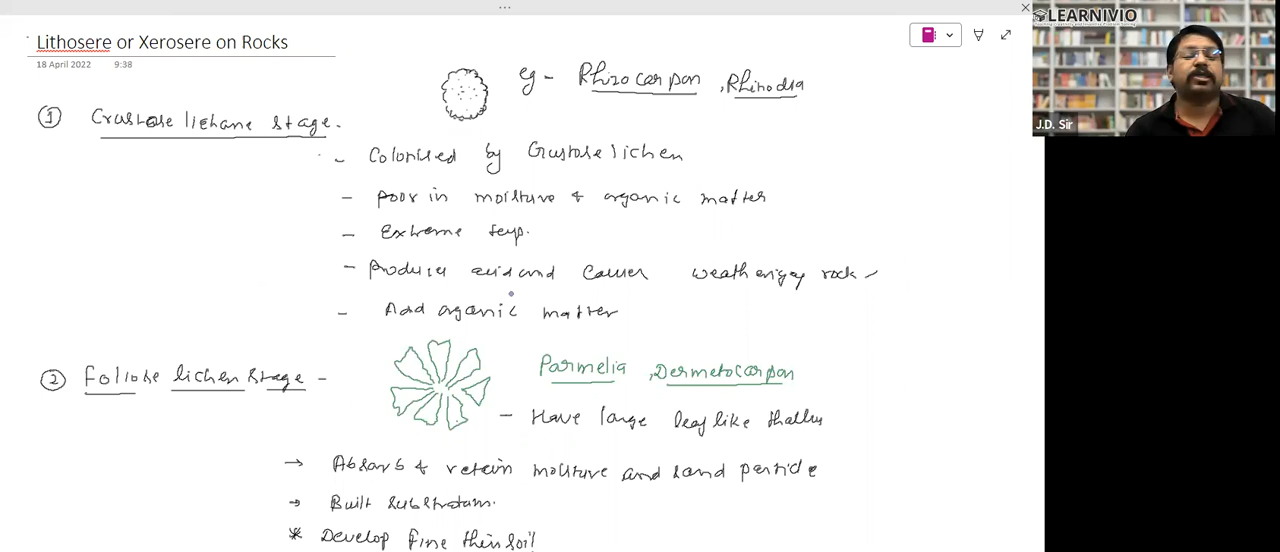 LEARNIVIO
Lithosere or Xerosere on Rocks
18 April 2022 9:38
eg - Rhizocarpon, Rhinodia
J.D. Sir
① Crustose lichane stage.
- Colonised by Crustose lichen
- poor in moisture & organic matter
- Extreme temp.
- produces acid and causes weathering rock
- Add organic matter
② Foliose lichen stage -
Parmelia, Dermetocarpon
- Have large leaf like thallus
→ Absorb & retain moisture and sand particle
→ Built substratum.
* Develop fine thin soil